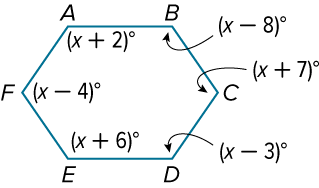 A B
(x − 8)°
(x + 2)°
(x + 7)°
F (x − 4)° C
(x + 6)°
(x − 3)°
E D